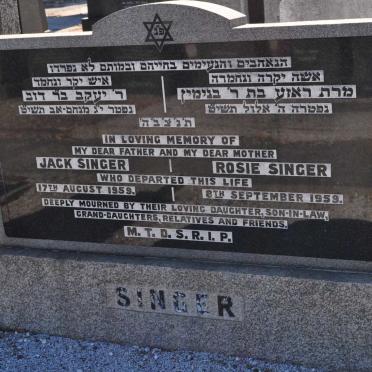 פנ
הנאהבים והנעימים בחייהם ובמותם לא נפרדו
אשה יקרה ונחמדה איש יקר ונחמד
מרת ראזע בת ר' בנימין ר' יעקב בר דוב
נפטרה ה' אלול תשי"ט נפטר י"ג מנחם-אב תשי"ט
ת.נ.צ.ב.ה
IN LOVING MEMORY OF
MY DEAR FATHER AND MY DEAR MOTHER
JACK SINGER ROSIE SINGER
WHO DEPARTED THIS LIFE
17TH AUGUST 1959. 8TH SEPTEMBER 1959.
DEEPLY MOURNED BY THEIR LOVING DAUGHTER, SON-IN-LAW,
GRAND-DAUGHTERS, RELATIVES AND FRIENDS.
M.T.D.S.R.I.P.
SINGER